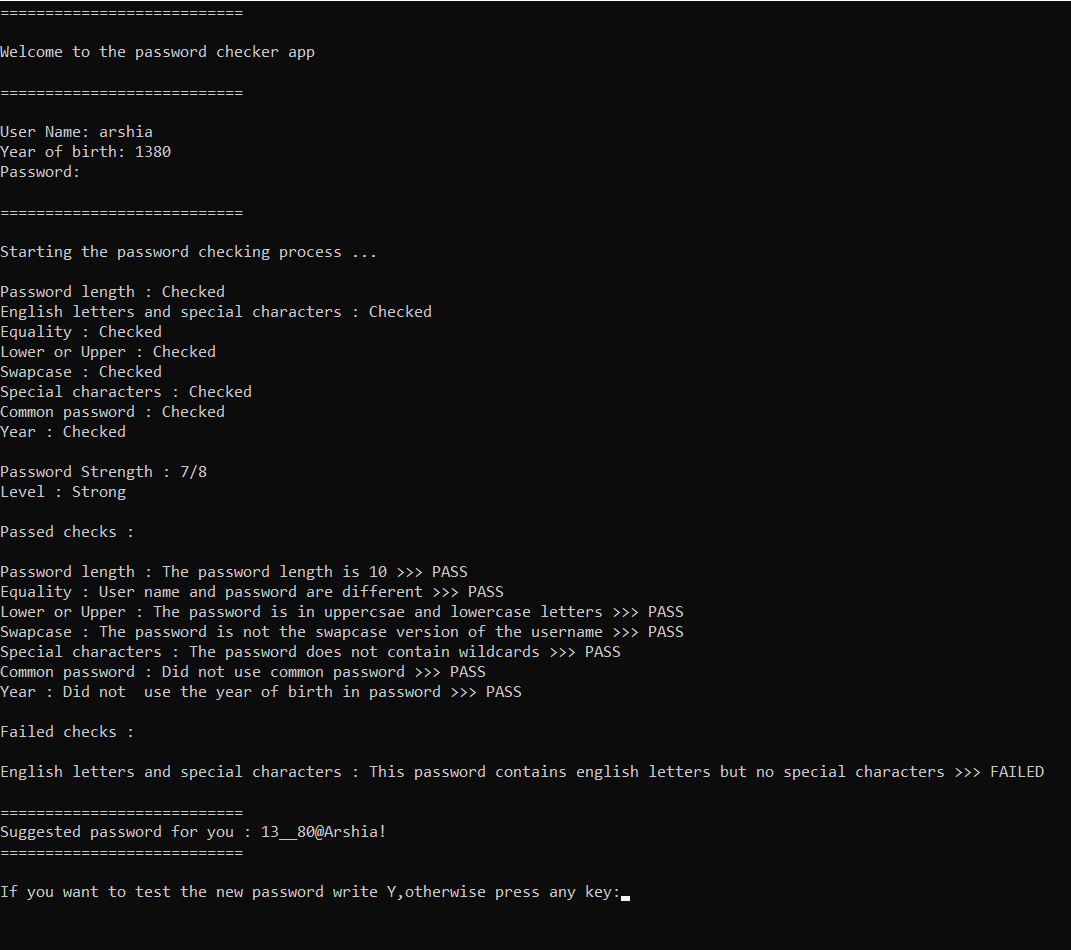 ===========================
Welcome to the password checker app
===========================
User Name: arshia
Year of birth: 1380
Password:
===========================
Starting the password checking process ...
Password length : Checked
English letters and special characters : Checked
Equality : Checked
Lower or Upper : Checked
Swapcase : Checked
Special characters : Checked
Common password : Checked
Year : Checked
Password Strength : 7/8
Level : Strong
Passed checks :
Password length : The password length is 10 >>> PASS
Equality : User name and password are different >>> PASS
Lower or Upper : The password is in uppercsae and lowercase letters >>> PASS
Swapcase : The password is not the swapcase version of the username >>> PASS
Special characters : The password does not contain wildcards >>> PASS
Common password : Did not use common password >>> PASS
Year : Did not  use the year of birth in password >>> PASS
Failed checks :
English letters and special characters : This password contains english letters but no special characters >>> FAILED
===========================
Suggested password for you : 13__80@Arshia!
===========================
If you want to test the new password write Y,otherwise press any key: